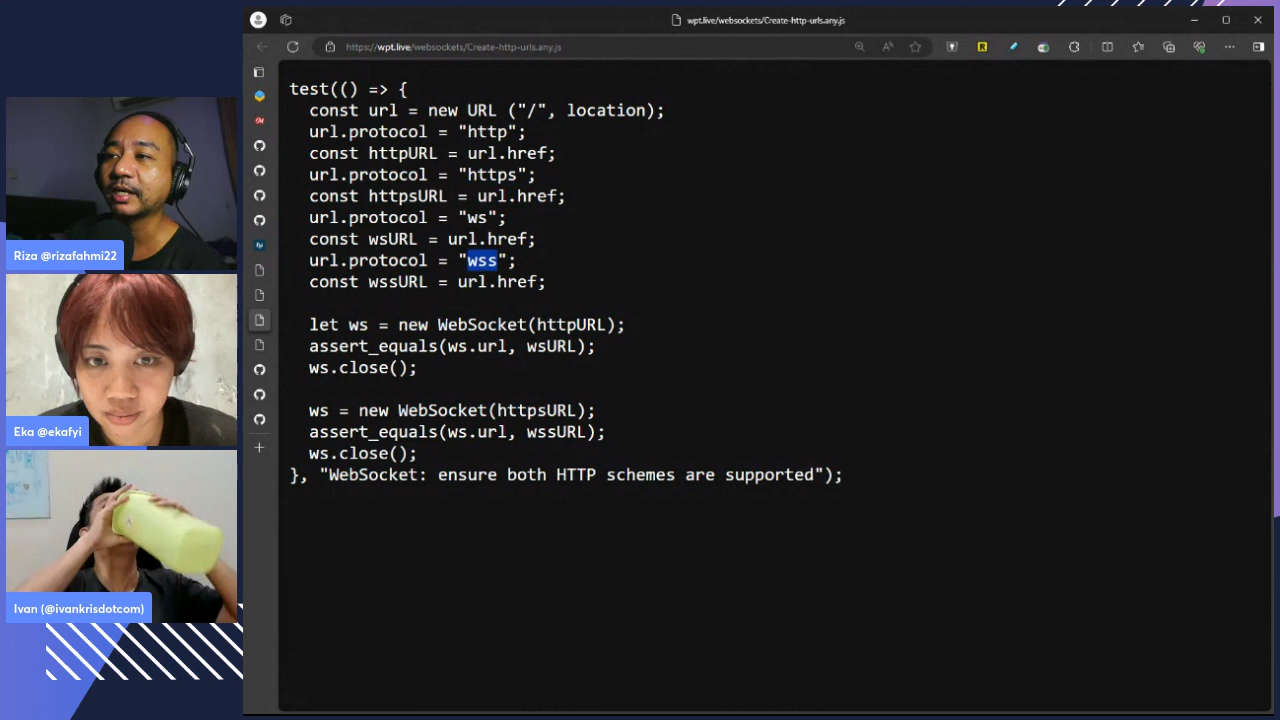 wpt.live/websockets/Create-http-urls.any.js
https://wpt.live/websockets/Create-http-urls.any.js
test(() => {
const url = new URL ("/", location);
url.protocol = "http";
const httpURL = url.href;
url.protocol = "https";
const httpsURL = url.href;
url.protocol = "ws";
const wsURL = url.href;
url.protocol = "wss";
const wssURL = url.href;
let ws = new WebSocket(httpURL);
assert_equals(ws.url, wsURL);
ws.close();
ws = new WebSocket(httpsURL);
assert_equals(ws.url, wssURL);
ws.close();
}, "WebSocket: ensure both HTTP schemes are supported");
Riza @rizafahmi22
Eka @ekafyi
Ivan (@ivankrisdotcom)